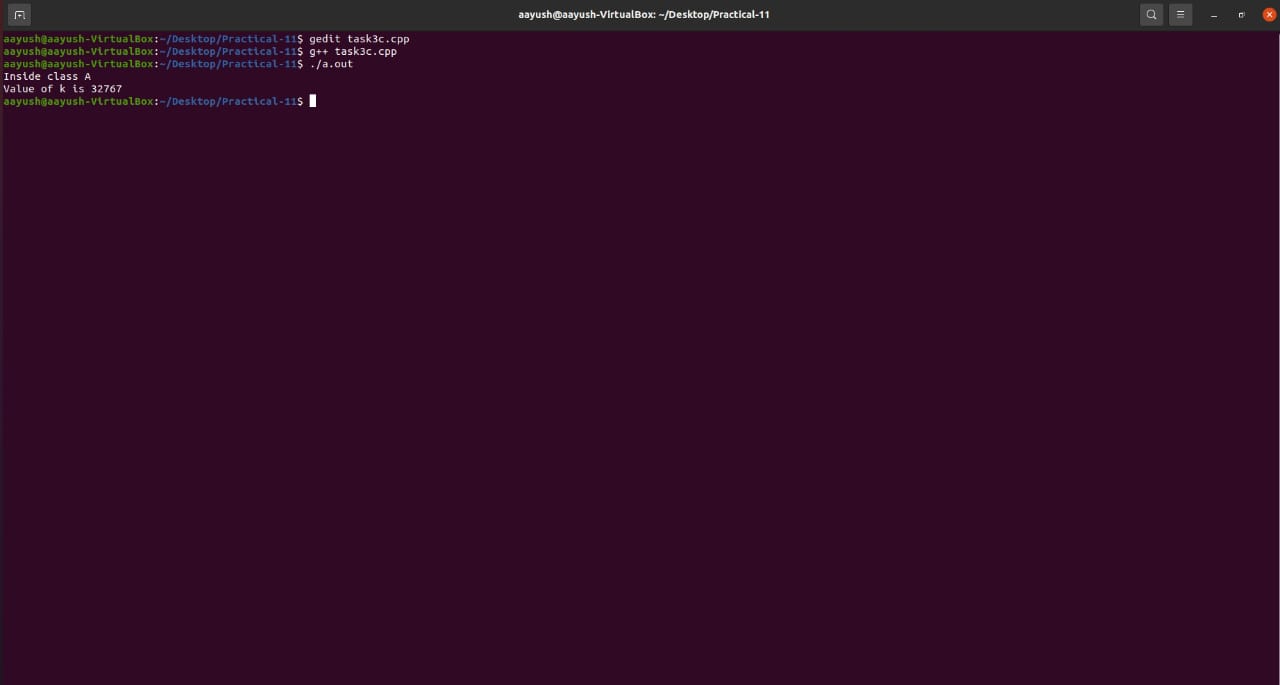 aayush@aayush-VirtualBox: ~/Desktop/Practical-11
aayush@aayush-VirtualBox:~/Desktop/Practical-11$ gedit task3c.cpp
aayush@aayush-VirtualBox:~/Desktop/Practical-11$ g++ task3c.cpp
aayush@aayush-VirtualBox:~/Desktop/Practical-11$ ./a.out
Inside class A
Value of k is 32767
aayush@aayush-VirtualBox:~/Desktop/Practical-11$